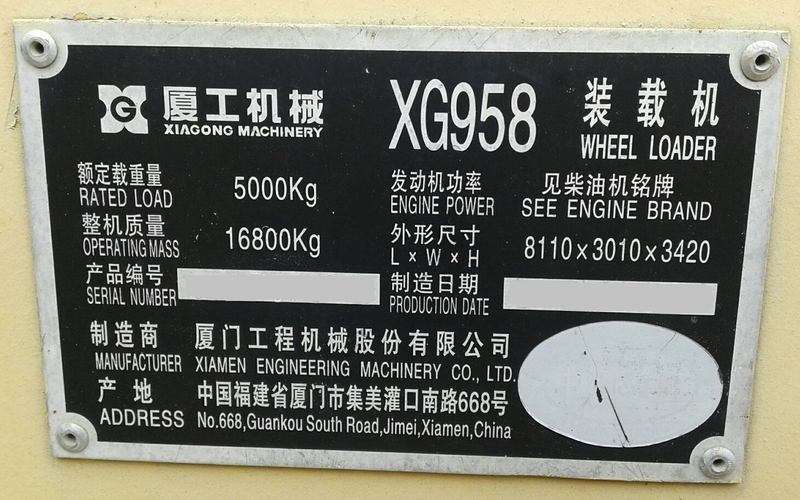 厦工机械 XG958 装载机
XIAGONG MACHINERY WHEEL LOADER
额定载重量 5000Kg 发动机功率 见柴油机铭牌
RATED LOAD ENGINE POWER SEE ENGINE BRAND
整机质量 16800Kg 外形尺寸 8110×3010×3420
OPERATING MASS L×W×H
产品编号 制造日期
SERIAL NUMBER PRODUCTION DATE
制造商 厦门工程机械股份有限公司
MANUFACTURER XIAMEN ENGINEERING MACHINERY CO., LTD.
产地 中国福建省厦门市集美灌口南路668号
ADDRESS No.668,Guankou South Road,Jimei,Xiamen,China